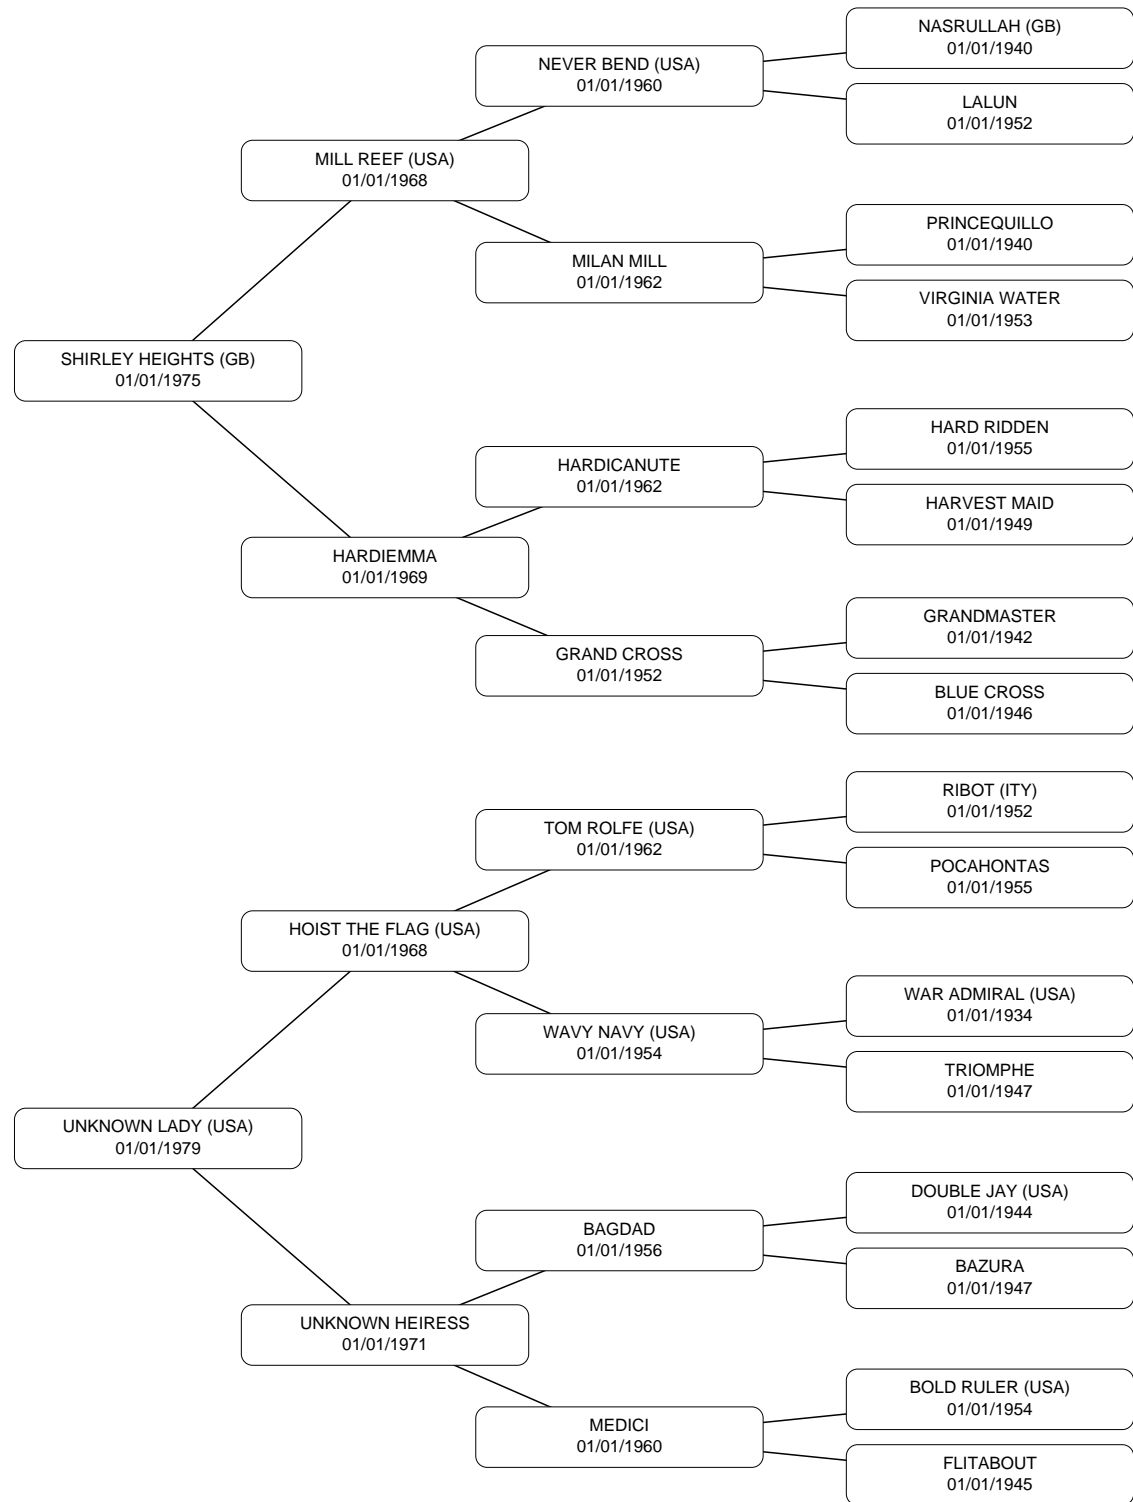 NASRULLAH (GB)
01/01/1940
NEVER BEND (USA)
01/01/1960
LALUN
01/01/1952
MILL REEF (USA)
01/01/1968
PRINCEQUILLO
01/01/1940
MILAN MILL
01/01/1962
VIRGINIA WATER
01/01/1953
SHIRLEY HEIGHTS (GB)
01/01/1975
HARD RIDDEN
01/01/1955
HARDICANUTE
01/01/1962
HARVEST MAID
01/01/1949
HARDIEMMA
01/01/1969
GRANDMASTER
01/01/1942
GRAND CROSS
01/01/1952
BLUE CROSS
01/01/1946
RIBOT (ITY)
01/01/1952
TOM ROLFE (USA)
01/01/1962
POCAHONTAS
01/01/1955
HOIST THE FLAG (USA)
01/01/1968
WAR ADMIRAL (USA)
01/01/1934
WAVY NAVY (USA)
01/01/1954
TRIOMPHE
01/01/1947
UNKNOWN LADY (USA)
01/01/1979
DOUBLE JAY (USA)
01/01/1944
BAGDAD
01/01/1956
BAZURA
01/01/1947
UNKNOWN HEIRESS
01/01/1971
BOLD RULER (USA)
01/01/1954
MEDICI
01/01/1960
FLITABOUT
01/01/1945